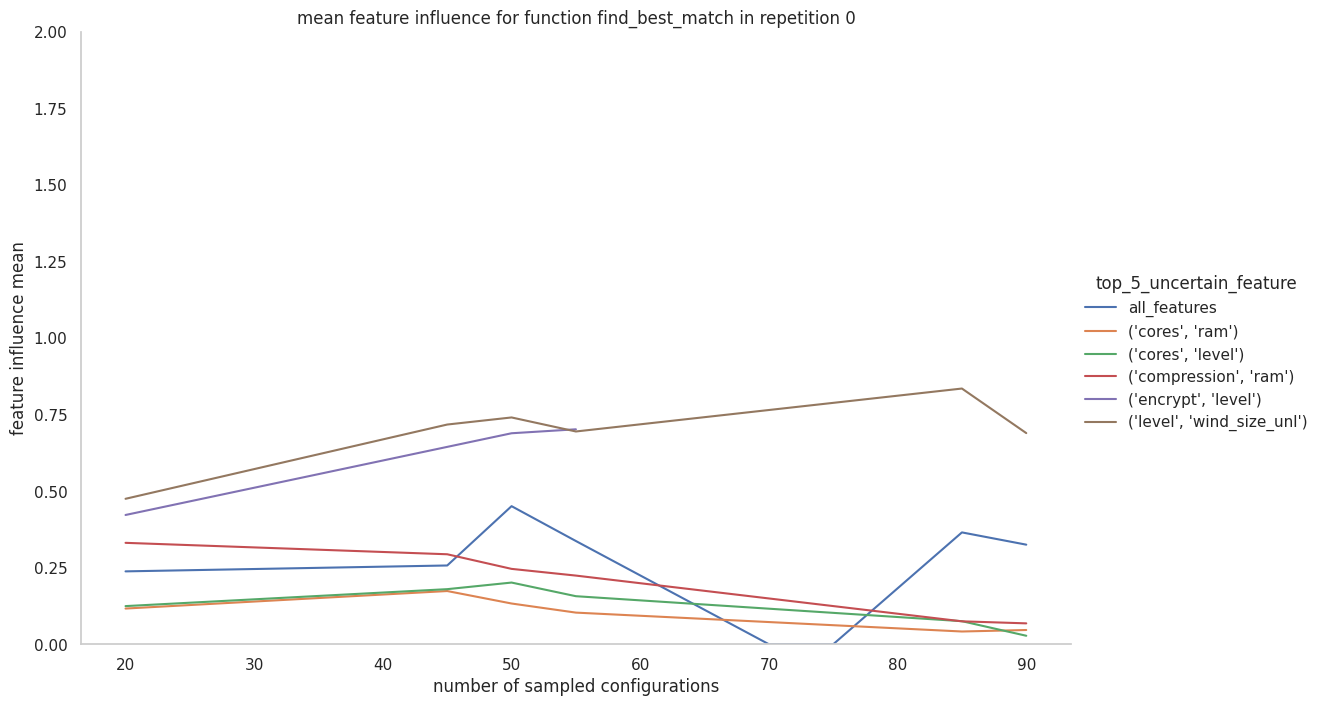 mean feature influence for function find_best_match in repetition 0
2.00
1.75
1.50
1.25
1.00
0.75
0.50
0.25
0.00
feature influence mean
20 30 40 50 60 70 80 90
number of sampled configurations
top_5_uncertain_feature
all_features
('cores', 'ram')
('cores', 'level')
('compression', 'ram')
('encrypt', 'level')
('level', 'wind_size_unl')